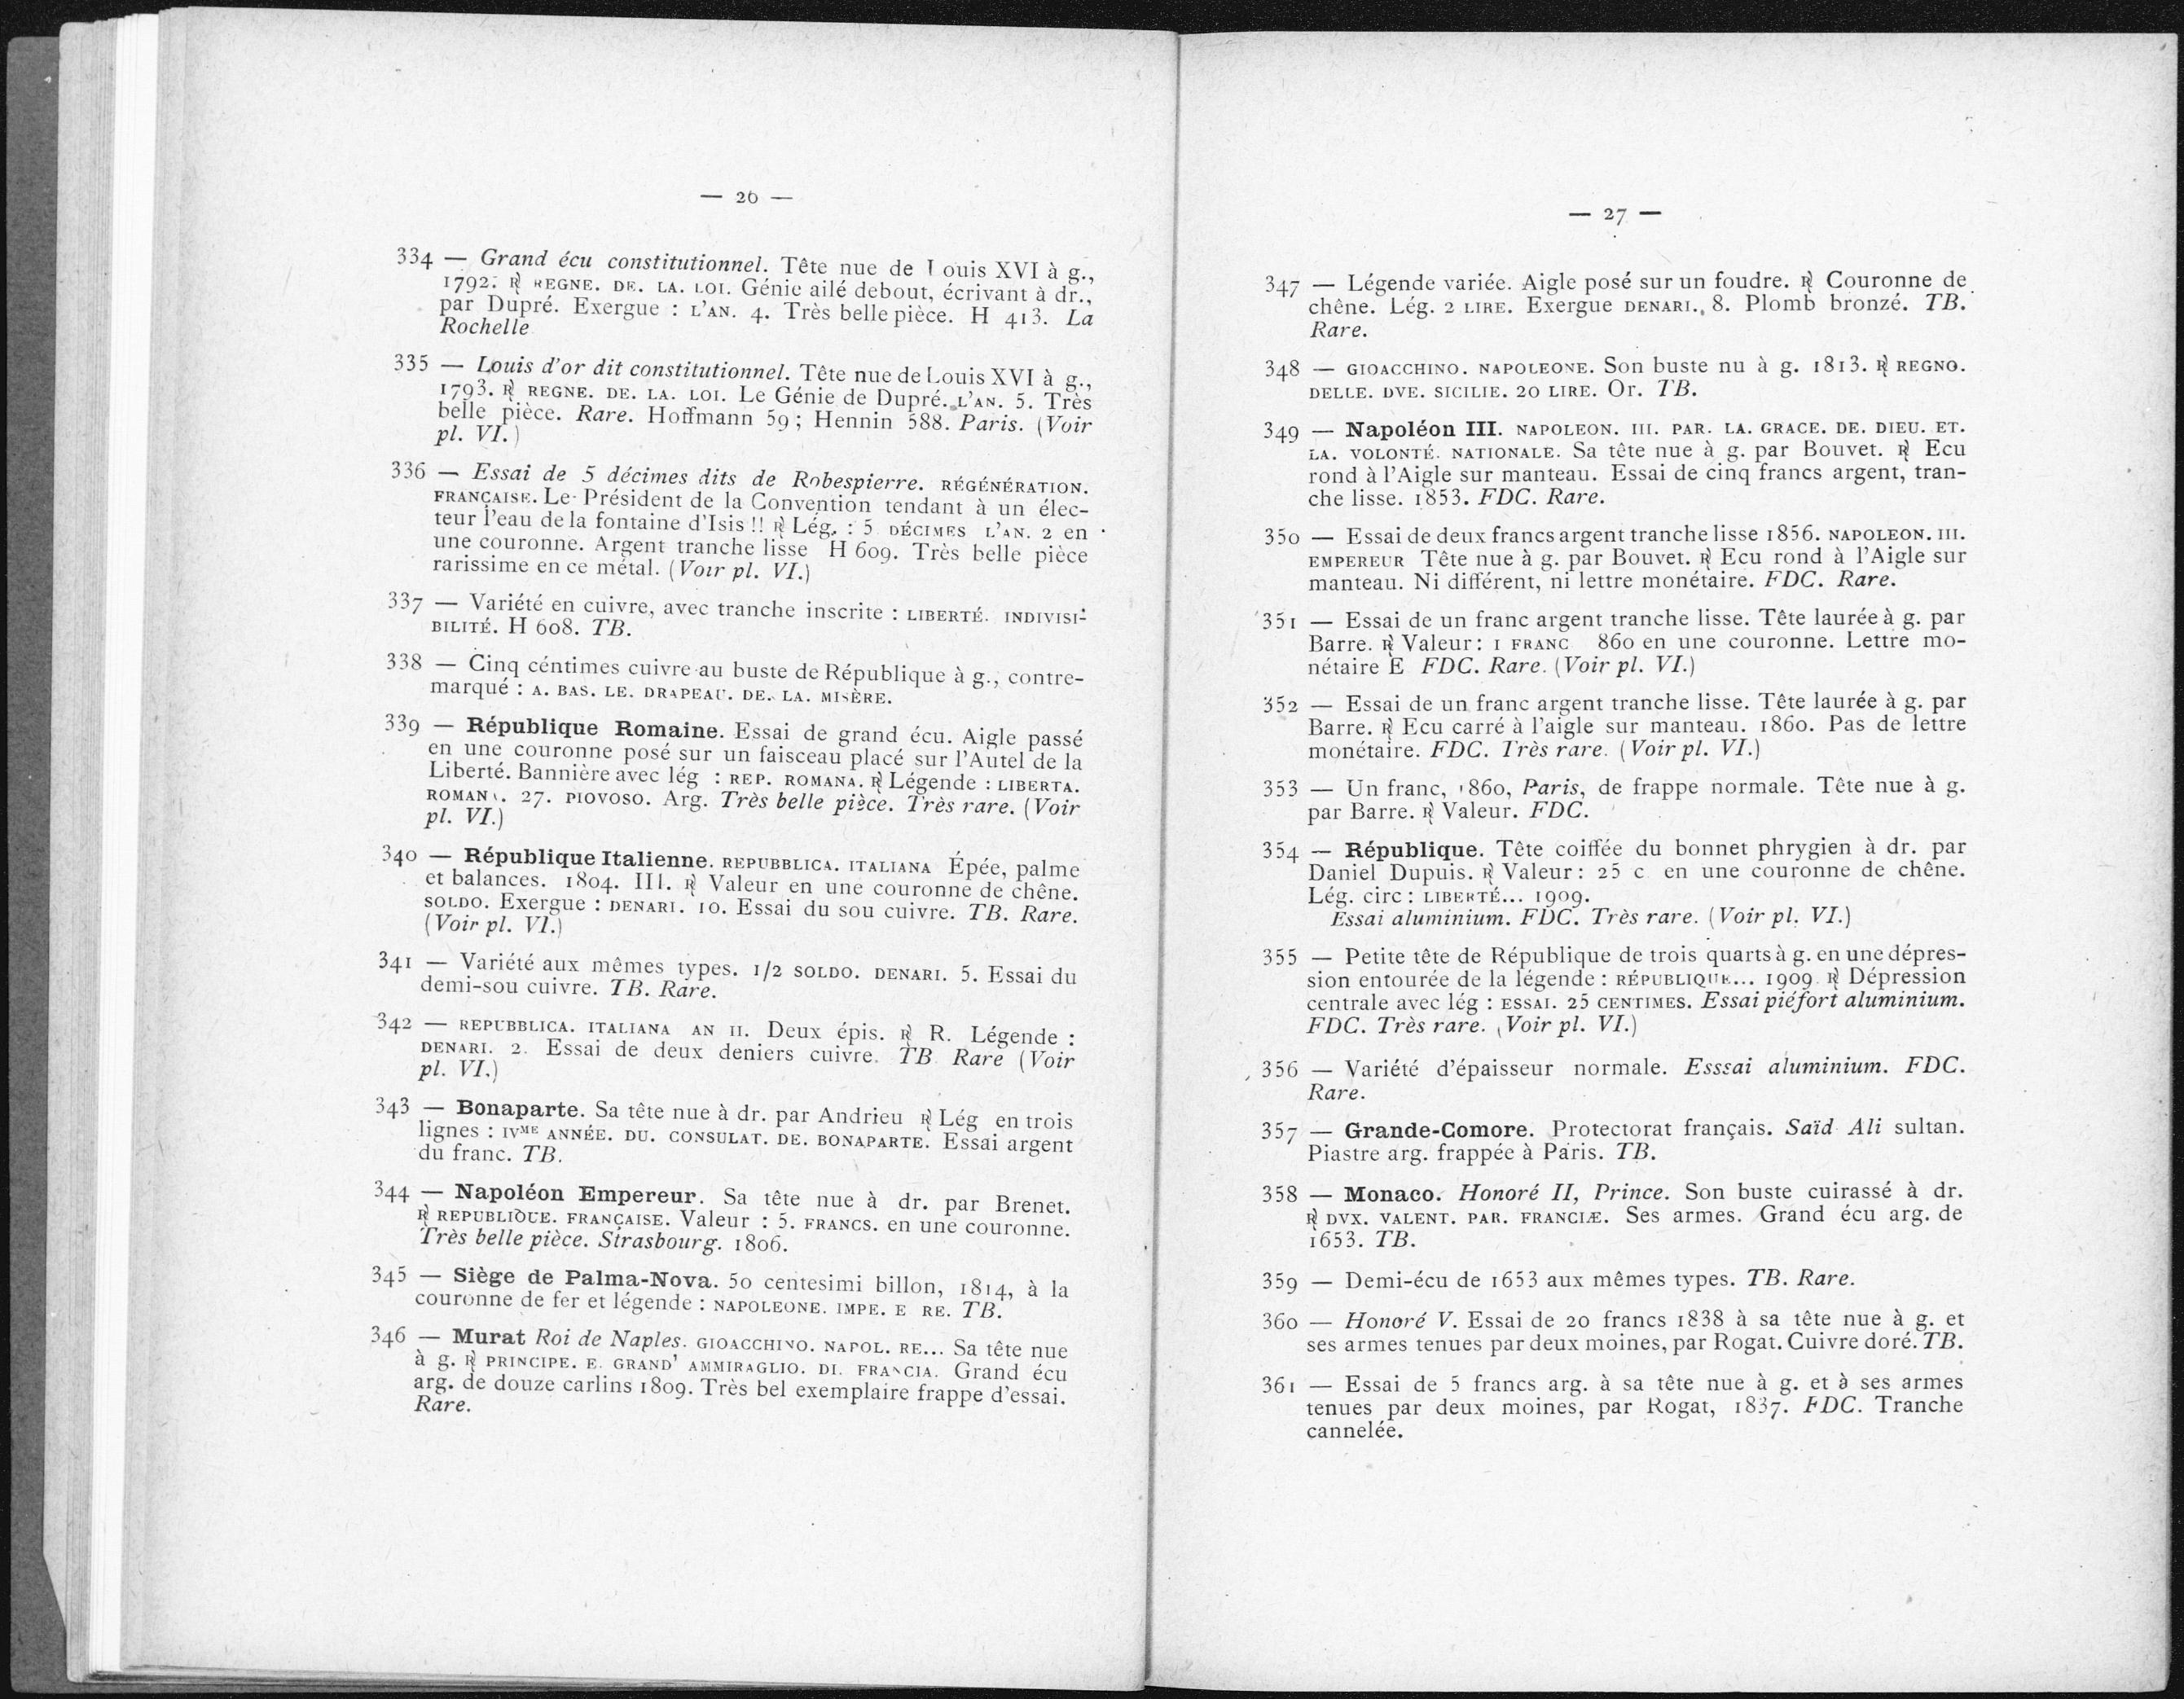 — 26 —
334 — Grand écu constitutionnel. Tête nue de Louis XVI à g.,
1792. ℟ REGNE. DE. LA. LOI. Génie ailé debout, écrivant à dr.,
par Dupré. Exergue : L'AN. 4. Très belle pièce. H 413. La
Rochelle
335 — Louis d'or dit constitutionnel. Tête nue de Louis XVI à g.,
1793. ℟ REGNE. DE. LA. LOI. Le Génie de Dupré. L'AN. 5. Très
belle pièce. Rare. Hoffmann 59; Hennin 588. Paris. (Voir
pl. VI.)
336 — Essai de 5 décimes dits de Robespierre. RÉGÉNÉRATION.
FRANÇAISE. Le Président de la Convention tendant à un élec-
teur l'eau de la fontaine d'Isis !! ℟ Lég. : 5 DÉCIMES L'AN. 2 en
une couronne. Argent tranche lisse H 609. Très belle pièce
rarissime en ce métal. (Voir pl. VI.)
337 — Variété en cuivre, avec tranche inscrite : LIBERTÉ. INDIVISI-
BILITÉ. H 608. TB.
338 — Cinq céntimes cuivre au buste de République à g., contre-
marqué : A. BAS. LE. DRAPEAU. DE. LA. MISÈRE.
339 — République Romaine. Essai de grand écu. Aigle passé
en une couronne posé sur un faisceau placé sur l'Autel de la
Liberté. Bannière avec lég : REP. ROMANA. ℟ Légende : LIBERTA.
ROMANA. 27. PIOVOSO. Arg. Très belle pièce. Très rare. (Voir
pl. VI.)
340 — République Italienne. REPUBBLICA. ITALIANA Épée, palme
et balances. 1804. III. ℟ Valeur en une couronne de chêne.
SOLDO. Exergue : DENARI. 10. Essai du sou cuivre. TB. Rare.
(Voir pl. VI.)
341 — Variété aux mêmes types. 1/2 SOLDO. DENARI. 5. Essai du
demi-sou cuivre. TB. Rare.
342 — REPUBBLICA. ITALIANA AN II. Deux épis. ℟ R. Légende :
DENARI. 2. Essai de deux deniers cuivre. TB. Rare (Voir
pl. VI.)
343 — Bonaparte. Sa tête nue à dr. par Andrieu ℟ Lég en trois
lignes : IVME ANNÉE. DU. CONSULAT. DE. BONAPARTE. Essai argent
du franc. TB.
344 — Napoléon Empereur. Sa tête nue à dr. par Brenet.
℟ REPUBLIQUE. FRANÇAISE. Valeur : 5. FRANCS. en une couronne.
Très belle pièce. Strasbourg. 1806.
345 — Siège de Palma-Nova. 50 centesimi billon, 1814, à la
couronne de fer et légende : NAPOLEONE. IMPE. E RE. TB.
346 — Murat Roi de Naples. GIOACCHINO. NAPOL. RE... Sa tête nue
à g. ℟ PRINCIPE. E. GRAND' AMMIRAGLIO. DI. FRANCIA. Grand écu
arg. de douze carlins 1809. Très bel exemplaire frappe d'essai.
Rare.
— 27 —
347 — Légende variée. Aigle posé sur un foudre. ℟ Couronne de
chêne. Lég. 2 LIRE. Exergue DENARI., 8. Plomb bronzé. TB.
Rare.
348 — GIOACCHINO. NAPOLEONE. Son buste nu à g. 1813. ℟ REGNO.
DELLE. DVE. SICILIE. 20 LIRE. Or. TB.
349 — Napoléon III. NAPOLEON. III. PAR. LA. GRACE. DE. DIEU. ET.
LA. VOLONTÉ. NATIONALE. Sa tête nue à g. par Bouvet. ℟ Ecu
rond à l'Aigle sur manteau. Essai de cinq francs argent, tran-
che lisse. 1853. FDC. Rare.
350 — Essai de deux francs argent tranche lisse 1856. NAPOLEON. III.
EMPEREUR Tête nue à g. par Bouvet. ℟ Ecu rond à l'Aigle sur
manteau. Ni différent, ni lettre monétaire. FDC. Rare.
351 — Essai de un franc argent tranche lisse. Tête laurée à g. par
Barre. ℟ Valeur : 1 FRANC 860 en une couronne. Lettre mo-
nétaire E FDC. Rare. (Voir pl. VI.)
352 — Essai de un franc argent tranche lisse. Tête laurée à g. par
Barre. ℟ Ecu carré à l'aigle sur manteau. 1860. Pas de lettre
monétaire. FDC. Très rare. (Voir pl. VI.)
353 — Un franc, 1860, Paris, de frappe normale. Tête nue à g.
par Barre. ℟ Valeur. FDC.
354 — République. Tête coiffée du bonnet phrygien à dr. par
Daniel Dupuis. ℟ Valeur : 25 c en une couronne de chêne.
Lég. circ : LIBERTÉ... 1909.
Essai aluminium. FDC. Très rare. (Voir pl. VI.)
355 — Petite tête de République de trois quarts à g. en une dépres-
sion entourée de la légende : RÉPUBLIQUE... 1909 ℟ Dépression
centrale avec lég : ESSAI. 25 CENTIMES. Essai piéfort aluminium.
FDC. Très rare. (Voir pl. VI.)
356 — Variété d'épaisseur normale. Esssai aluminium. FDC.
Rare.
357 — Grande-Comore. Protectorat français. Saïd Ali sultan.
Piastre arg. frappée à Paris. TB.
358 — Monaco. Honoré II, Prince. Son buste cuirassé à dr.
℟ DVX. VALENT. PAR. FRANCIÆ. Ses armes. Grand écu arg. de
1653. TB.
359 — Demi-écu de 1653 aux mêmes types. TB. Rare.
360 — Honoré V. Essai de 20 francs 1838 à sa tête nue à g. et
ses armes tenues par deux moines, par Rogat. Cuivre doré. TB.
361 — Essai de 5 francs arg. à sa tête nue à g. et à ses armes
tenues par deux moines, par Rogat, 1837. FDC. Tranche
cannelée.